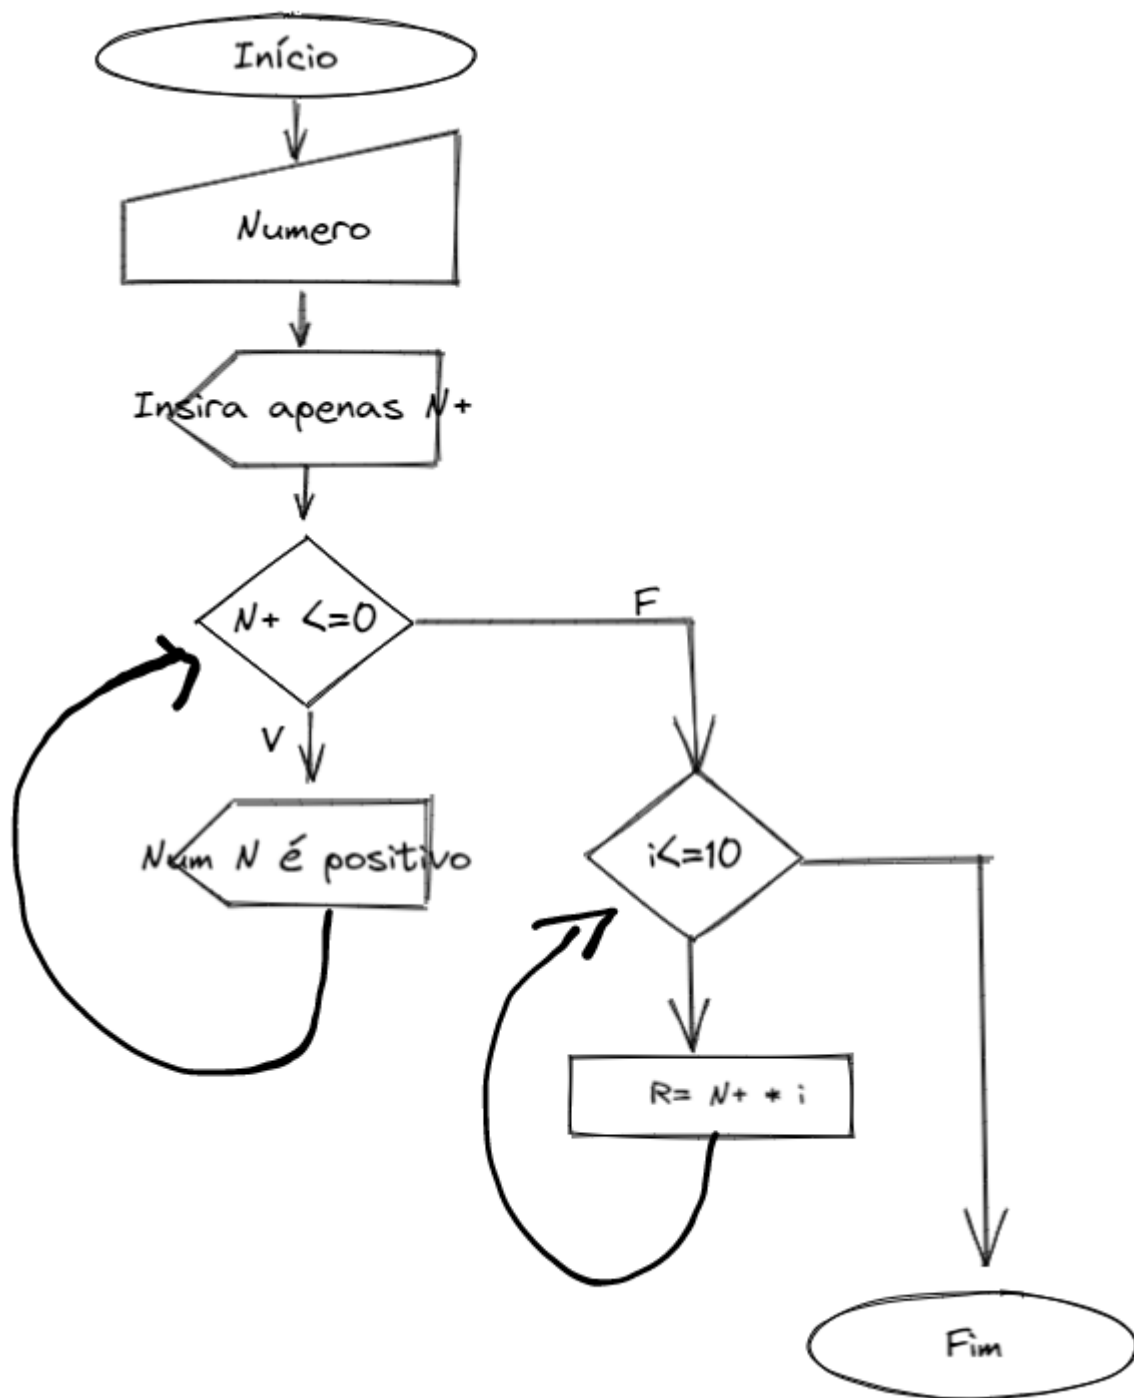 Início
Numero
Insira apenas N+
N+ <=0
F
V
Num N é positivo
i<=10
R= N+ * i
Fim